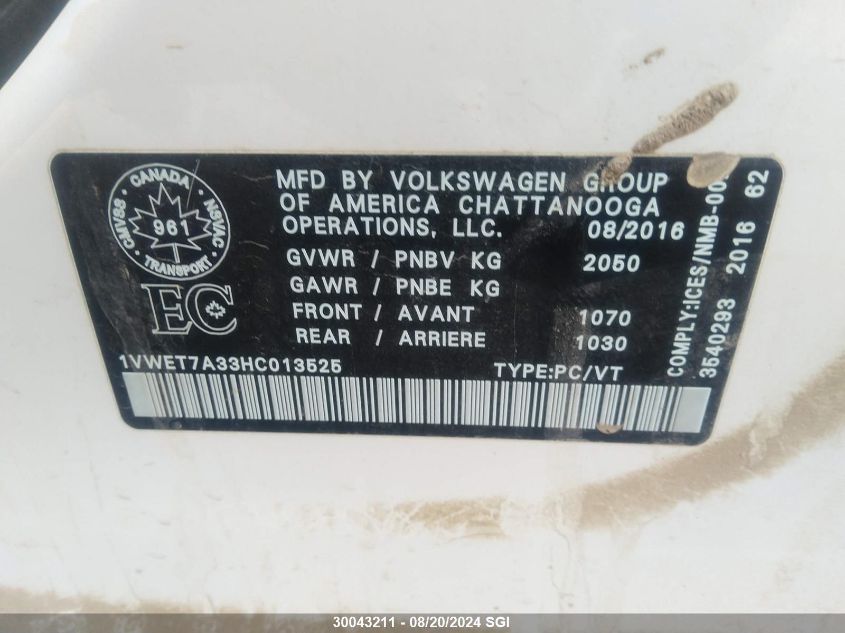 CANADA
CMVSS
NSVAC
961
TRANSPORT
EC
MFD BY VOLKSWAGEN GROUP
OF AMERICA CHATTANOOGA
OPERATIONS, LLC. 08/2016
GVWR / PNBV KG 2050
GAWR / PNBE KG
FRONT / AVANT 1070
REAR / ARRIERE 1030
1VWET7A33HC013525 TYPE:PC/VT
COMPLY:ICES/NMB-00
3540293 2016 62
30043211 - 08/20/2024 SGI